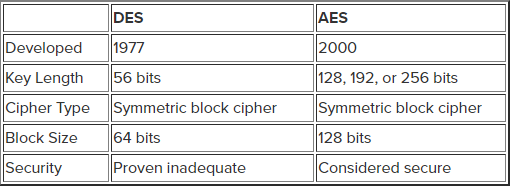 DES AES
Developed 1977 2000
Key Length 56 bits 128, 192, or 256 bits
Cipher Type Symmetric block cipher Symmetric block cipher
Block Size 64 bits 128 bits
Security Proven inadequate Considered secure